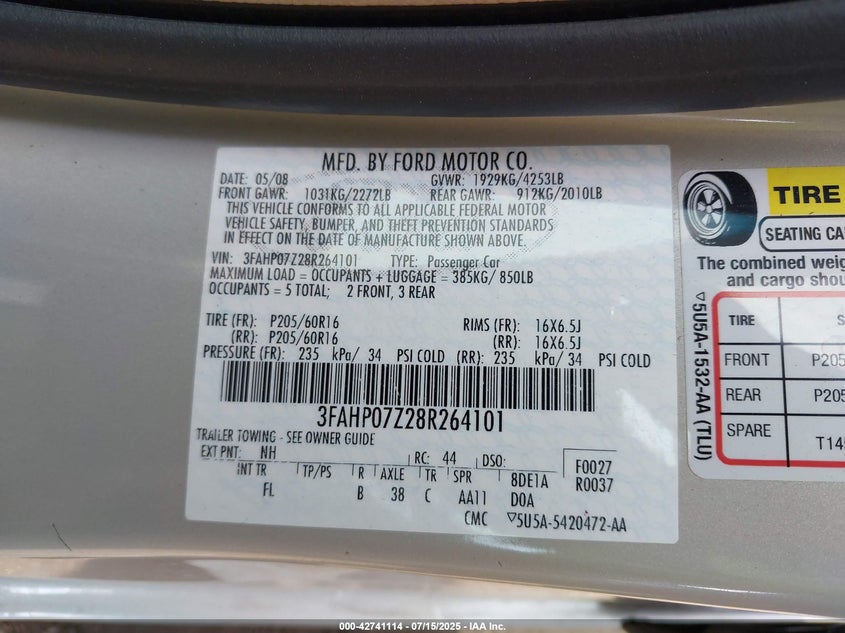 MFD. BY FORD MOTOR CO.
DATE: 05/08 GVWR: 1929KG/4253LB
FRONT GAWR: 1031KG/2272LB REAR GAWR: 912KG/2010LB
THIS VEHICLE CONFORMS TO ALL APPLICABLE FEDERAL MOTOR
VEHICLE SAFETY, BUMPER, AND THEFT PREVENTION STANDARDS
IN EFFECT ON THE DATE OF MANUFACTURE SHOWN ABOVE.
VIN: 3FAHP07Z28R264101 TYPE: Passenger Car
MAXIMUM LOAD = OCCUPANTS + LUGGAGE = 385KG/ 850LB
OCCUPANTS = 5 TOTAL; 2 FRONT, 3 REAR
TIRE (FR): P205/60R16 RIMS (FR): 16X6.5J
(RR): P205/60R16 (RR): 16X6.5J
PRESSURE (FR): 235 kPa/ 34 PSI COLD (RR): 235 kPa/ 34 PSI COLD
3FAHP07Z28R264101
TRAILER TOWING - SEE OWNER GUIDE
EXT PNT: NH RC: 44 DSO: F0027
INT TR TP/PS R AXLE TR SPR 8DE1A R0037
FL B 38 C AA11 D0A
CMC ▽5U5A-5420472-AA
TIRE
SEATING CA
The combined weig
and cargo shou
▽5U5A-1532-AA (TLU)
TIRE S
FRONT P205
REAR P205
SPARE T145
000-42741114 - 07/15/2025 - IAA Inc.